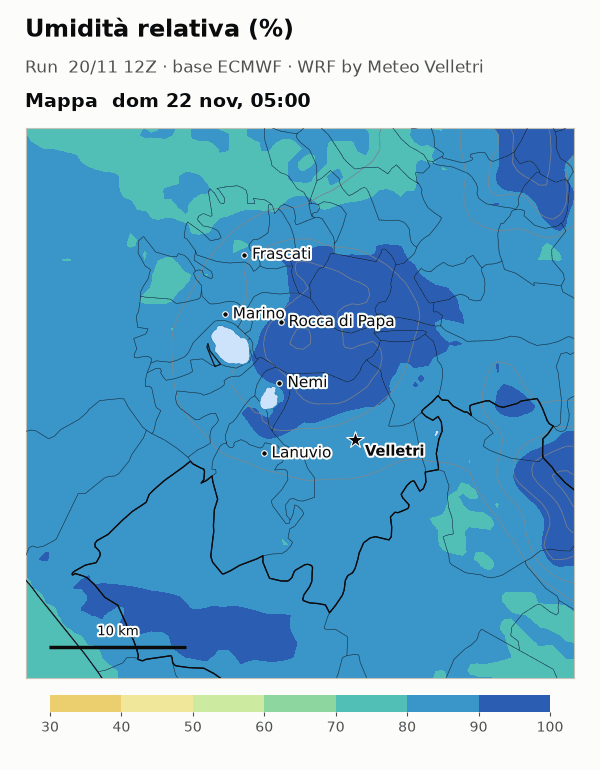 Umidità relativa (%)
Run  20/11 12Z · base ECMWF · WRF by Meteo Velletri
Mappa  dom 22 nov, 05:00
Frascati
Marino
Rocca di Papa
Nemi
Velletri
Lanuvio
10 km
30 40 50 60 70 80 90 100